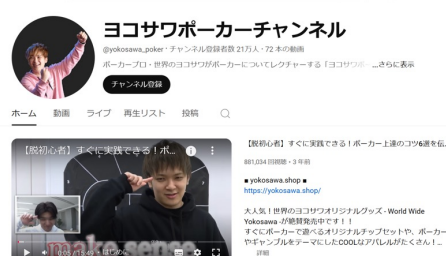 ヨコサワポーカーチャンネル
@yokosawa_poker・チャンネル登録者数 21万人・72 本の動画
ポーカープロ・世界のヨコサワがポーカーについてレクチャーする「ヨコサワポー ...さらに表示
チャンネル登録
ホーム 動画 ライブ 再生リスト 投稿
【脱初心者】すぐに実践できる！ポ...
【脱初心者】すぐに実践できる！ポーカー上達のコツ6選を伝.
881,034 回視聴・3 年前
■ yokosawa.shop ■
https://yokosawa.shop/
大人気！世界のヨコサワオリジナルグッズ - World Wide
Yokosawa -が絶賛発売中です！！
すぐにポーカーで遊べるオリジナルチップセットや、ポーカー
やギャンブルをテーマにしたCOOLなアパレルがたくさん！...
詳細
make sense
0:05 / 15:49・はじめに